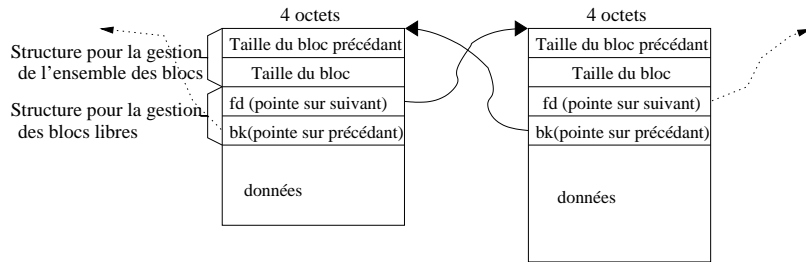 4 octets
4 octets
Structure pour la gestion
de l'ensemble des blocs
Structure pour la gestion
des blocs libres
Taille du bloc précédant
Taille du bloc
fd (pointe sur suivant)
bk(pointe sur précédant)
données
Taille du bloc précédant
Taille du bloc
fd (pointe sur suivant)
bk(pointe sur précédant)
données